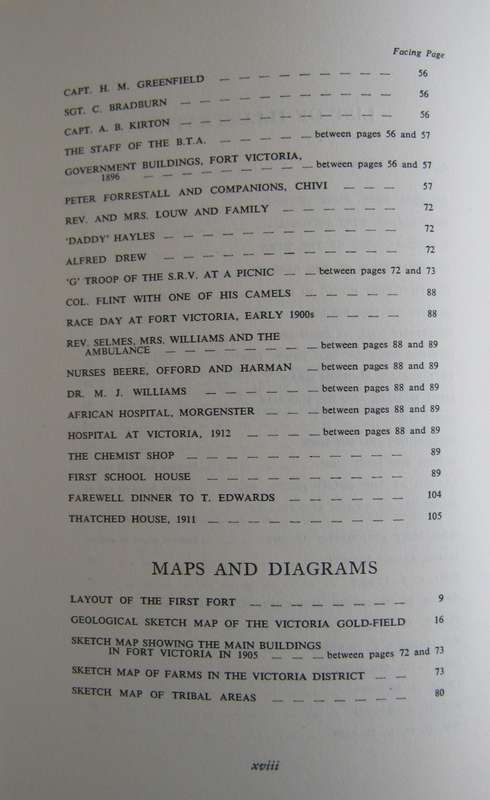 Facing Page
CAPT. H. M. GREENFIELD — — — — — — — — — 56
SGT. C. BRADBURN — — — — — — — — — — — 56
CAPT. A. B. KIRTON — — — — — — — — — — 56
THE STAFF OF THE B.T.A. — — — — — between pages 56 and 57
GOVERNMENT BUILDINGS, FORT VICTORIA,
1896 — — — — — — — — — between pages 56 and 57
PETER FORRESTALL AND COMPANIONS, CHIVI — — — 57
REV. AND MRS. LOUW AND FAMILY — — — — — — 72
'DADDY' HAYLES — — — — — — — — — — — — 72
ALFRED DREW — — — — — — — — — — — — 72
'G' TROOP OF THE S.R.V. AT A PICNIC — — between pages 72 and 73
COL. FLINT WITH ONE OF HIS CAMELS — — — — — 88
RACE DAY AT FORT VICTORIA, EARLY 1900s — — — — 88
REV. SELMES, MRS. WILLIAMS AND THE
AMBULANCE — — — — — — — — between pages 88 and 89
NURSES BEERE, OFFORD AND HARMAN — between pages 88 and 89
DR. M. J. WILLIAMS — — — — — — between pages 88 and 89
AFRICAN HOSPITAL, MORGENSTER — — — between pages 88 and 89
HOSPITAL AT VICTORIA, 1912 — — — — between pages 88 and 89
THE CHEMIST SHOP — — — — — — — — — — — 89
FIRST SCHOOL HOUSE — — — — — — — — — — 89
FAREWELL DINNER TO T. EDWARDS — — — — — — 104
THATCHED HOUSE, 1911 — — — — — — — — — — 105
MAPS AND DIAGRAMS
LAYOUT OF THE FIRST FORT — — — — — — — — 9
GEOLOGICAL SKETCH MAP OF THE VICTORIA GOLD-FIELD 16
SKETCH MAP SHOWING THE MAIN BUILDINGS
IN FORT VICTORIA IN 1905 — — — between pages 72 and 73
SKETCH MAP OF FARMS IN THE VICTORIA DISTRICT — — 73
SKETCH MAP OF TRIBAL AREAS — — — — — — — 80
xviii